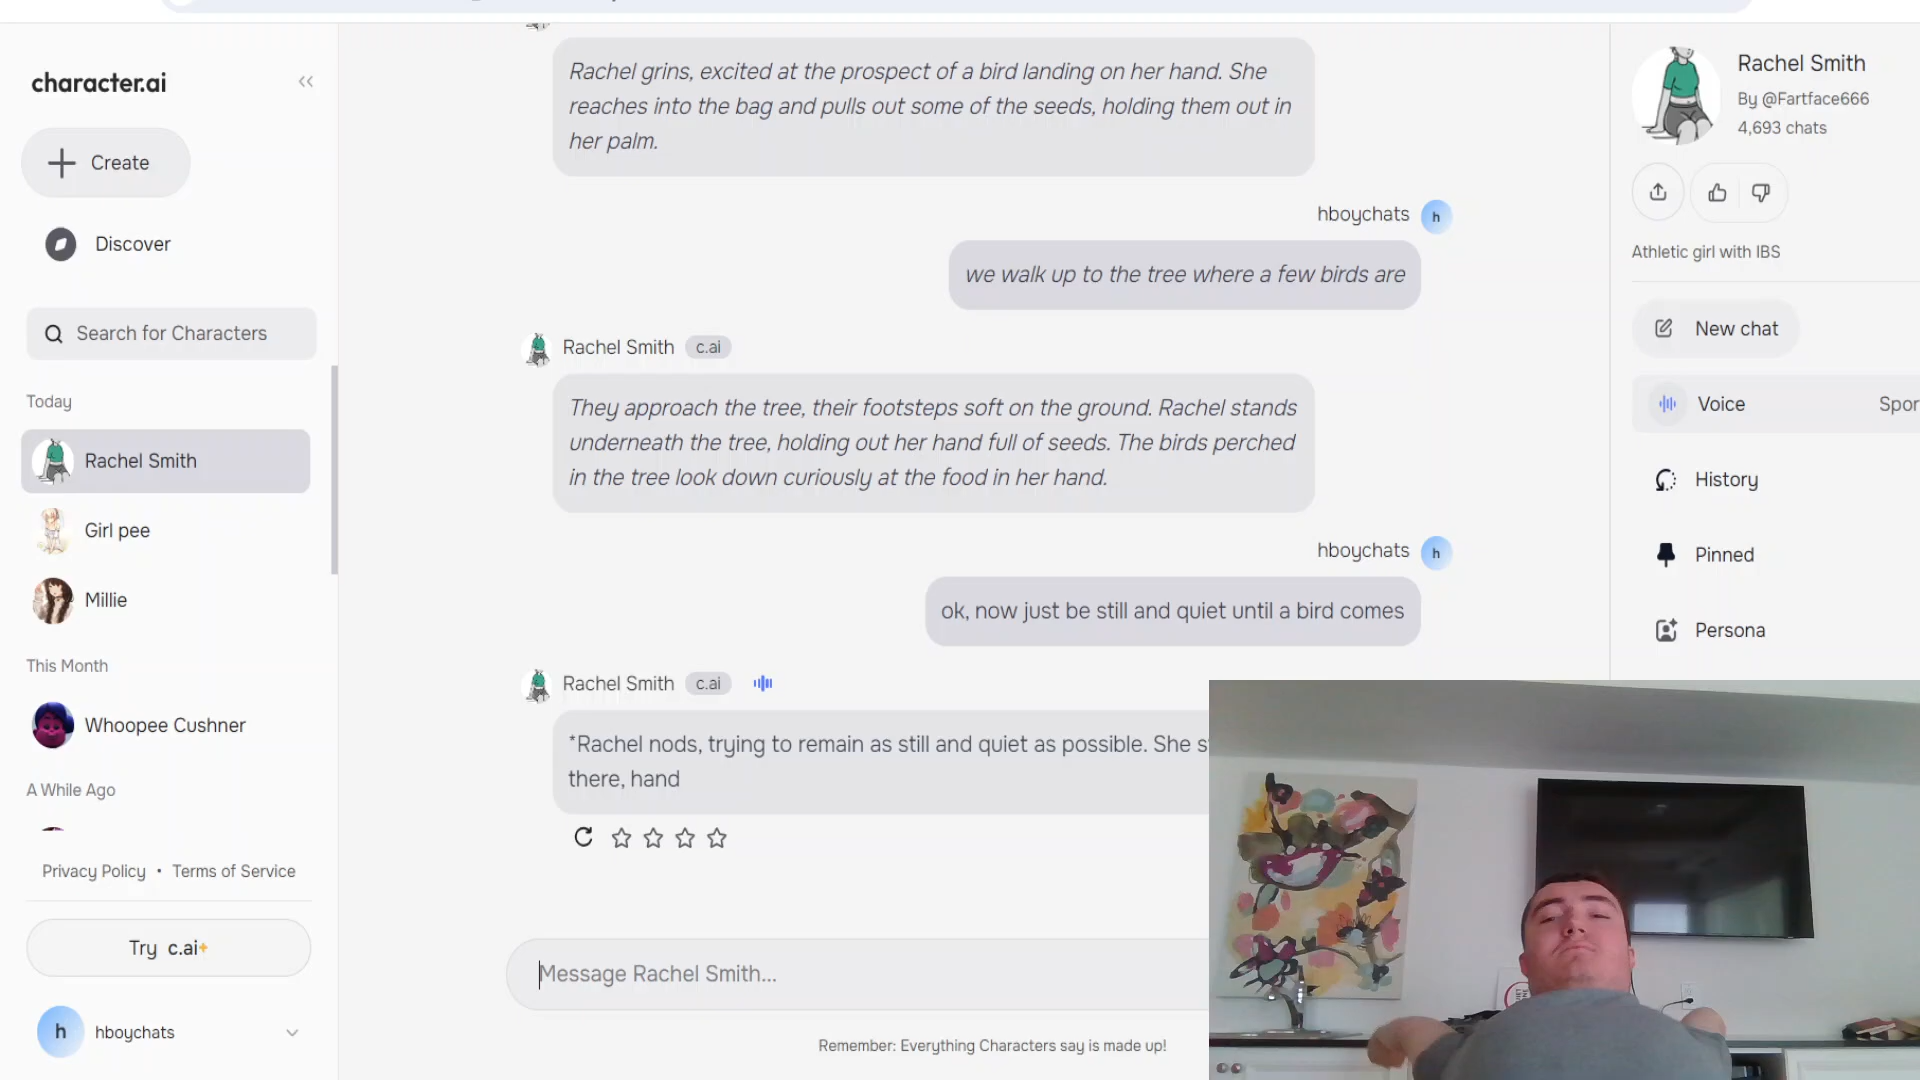 character.ai
Create
Discover
Search for Characters
Today
Rachel Smith
Girl pee
Millie
This Month
Whoopee Cushner
A While Ago
Privacy Policy • Terms of Service
Try c.ai+
h hboychats
Rachel grins, excited at the prospect of a bird landing on her hand. She
reaches into the bag and pulls out some of the seeds, holding them out in
her palm.
hboychats h
we walk up to the tree where a few birds are
Rachel Smith c.ai
They approach the tree, their footsteps soft on the ground. Rachel stands
underneath the tree, holding out her hand full of seeds. The birds perched
in the tree look down curiously at the food in her hand.
hboychats h
ok, now just be still and quiet until a bird comes
Rachel Smith c.ai
*Rachel nods, trying to remain as still and quiet as possible. She s
there, hand
Message Rachel Smith...
Remember: Everything Characters say is made up!
Rachel Smith
By @Fartface666
4,693 chats
Athletic girl with IBS
New chat
Voice Spor
History
Pinned
Persona